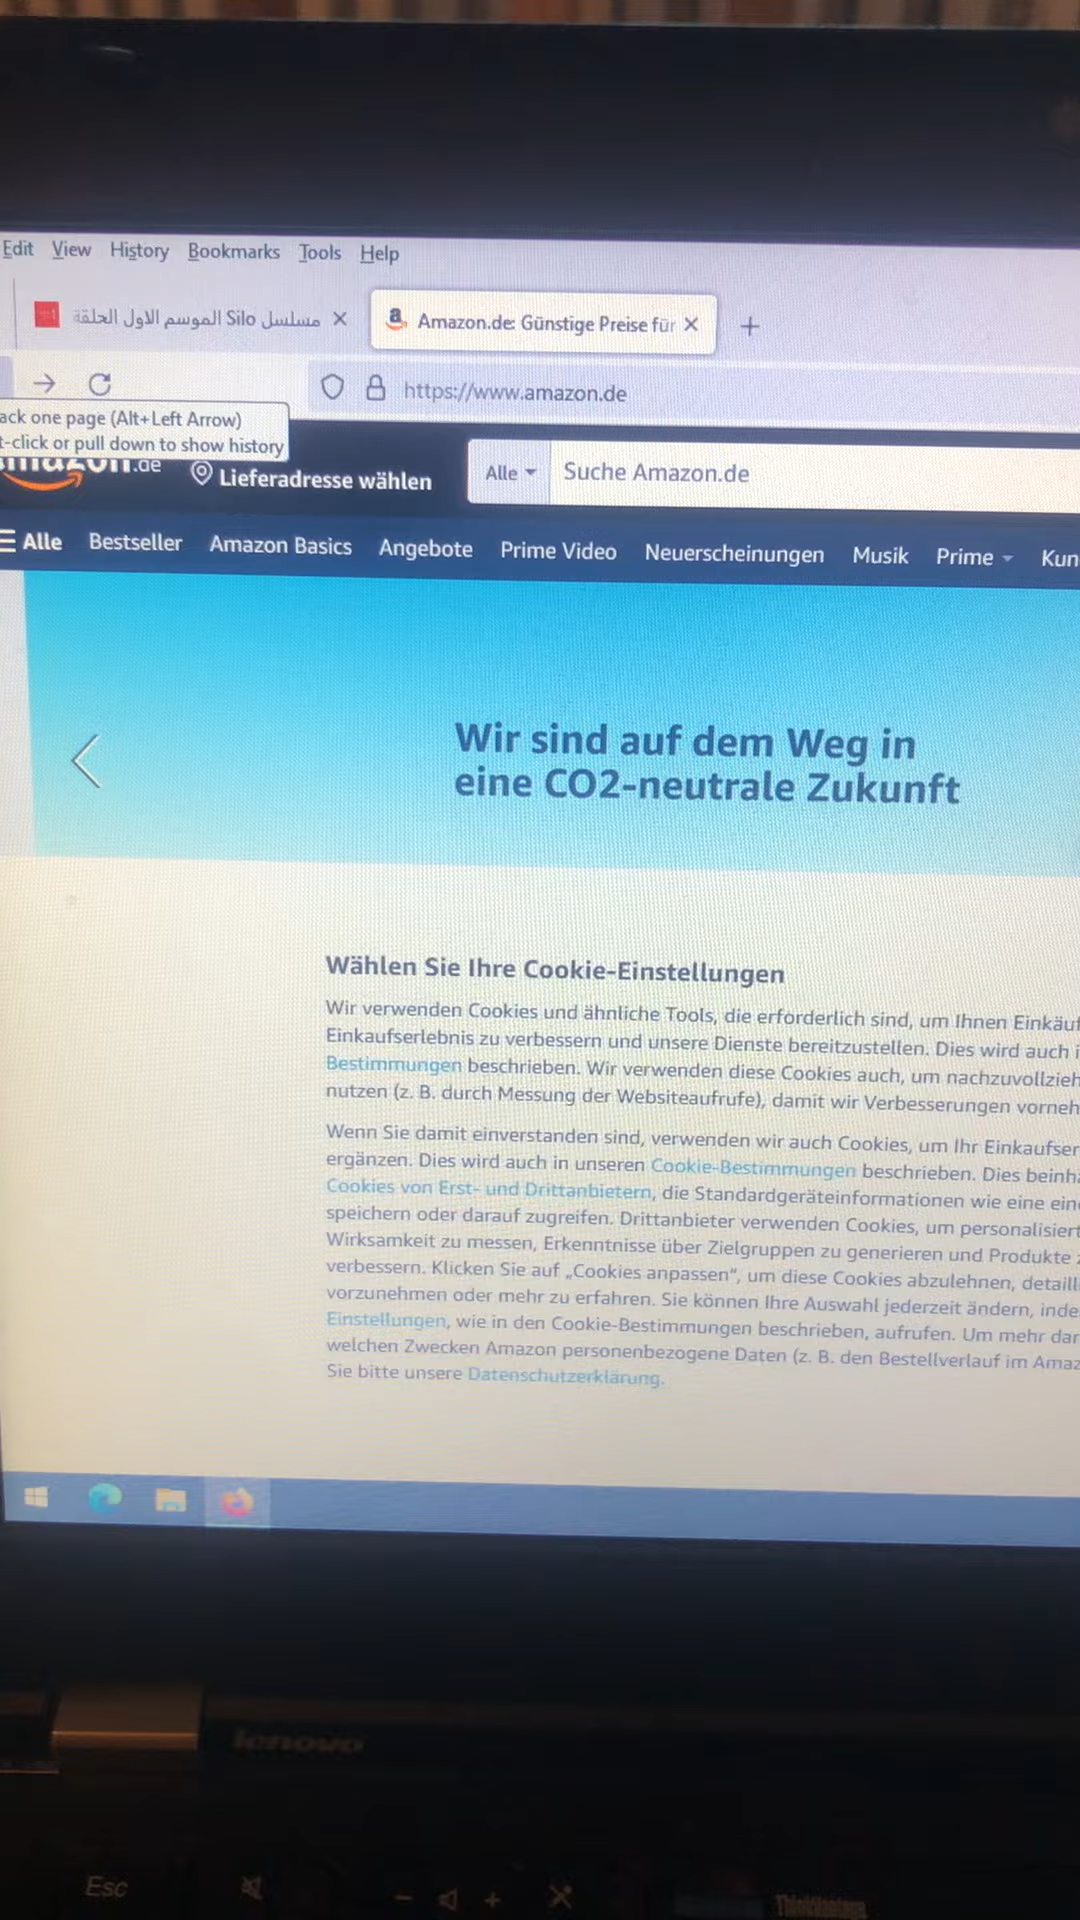 Edit View History Bookmarks Tools Help
مسلسل Silo الموسم الاول الحلقة
Amazon.de: Günstige Preise für
https://www.amazon.de
ack one page (Alt+Left Arrow)
t-click or pull down to show history
amazon.de
Lieferadresse wählen
Alle
Suche Amazon.de
Alle Bestseller Amazon Basics Angebote Prime Video Neuerscheinungen Musik Prime Kun
Wir sind auf dem Weg in
eine CO2-neutrale Zukunft
Wählen Sie Ihre Cookie-Einstellungen
Wir verwenden Cookies und ähnliche Tools, die erforderlich sind, um Ihnen Einkäuf
Einkaufserlebnis zu verbessern und unsere Dienste bereitzustellen. Dies wird auch i
Bestimmungen beschrieben. Wir verwenden diese Cookies auch, um nachzuvollzieh
nutzen (z. B. durch Messung der Websiteaufrufe), damit wir Verbesserungen vorneh
Wenn Sie damit einverstanden sind, verwenden wir auch Cookies, um Ihr Einkaufser
ergänzen. Dies wird auch in unseren Cookie-Bestimmungen beschrieben. Dies beinha
Cookies von Erst- und Drittanbietern, die Standardgeräteinformationen wie eine ein
speichern oder darauf zugreifen. Drittanbieter verwenden Cookies, um personalisiert
Wirksamkeit zu messen, Erkenntnisse über Zielgruppen zu generieren und Produkte z
verbessern. Klicken Sie auf „Cookies anpassen“, um diese Cookies abzulehnen, detailli
vorzunehmen oder mehr zu erfahren. Sie können Ihre Auswahl jederzeit ändern, inde
Einstellungen, wie in den Cookie-Bestimmungen beschrieben, aufrufen. Um mehr dar
welchen Zwecken Amazon personenbezogene Daten (z. B. den Bestellverlauf im Amaz
Sie bitte unsere Datenschutzerklärung.
lenovo
Esc